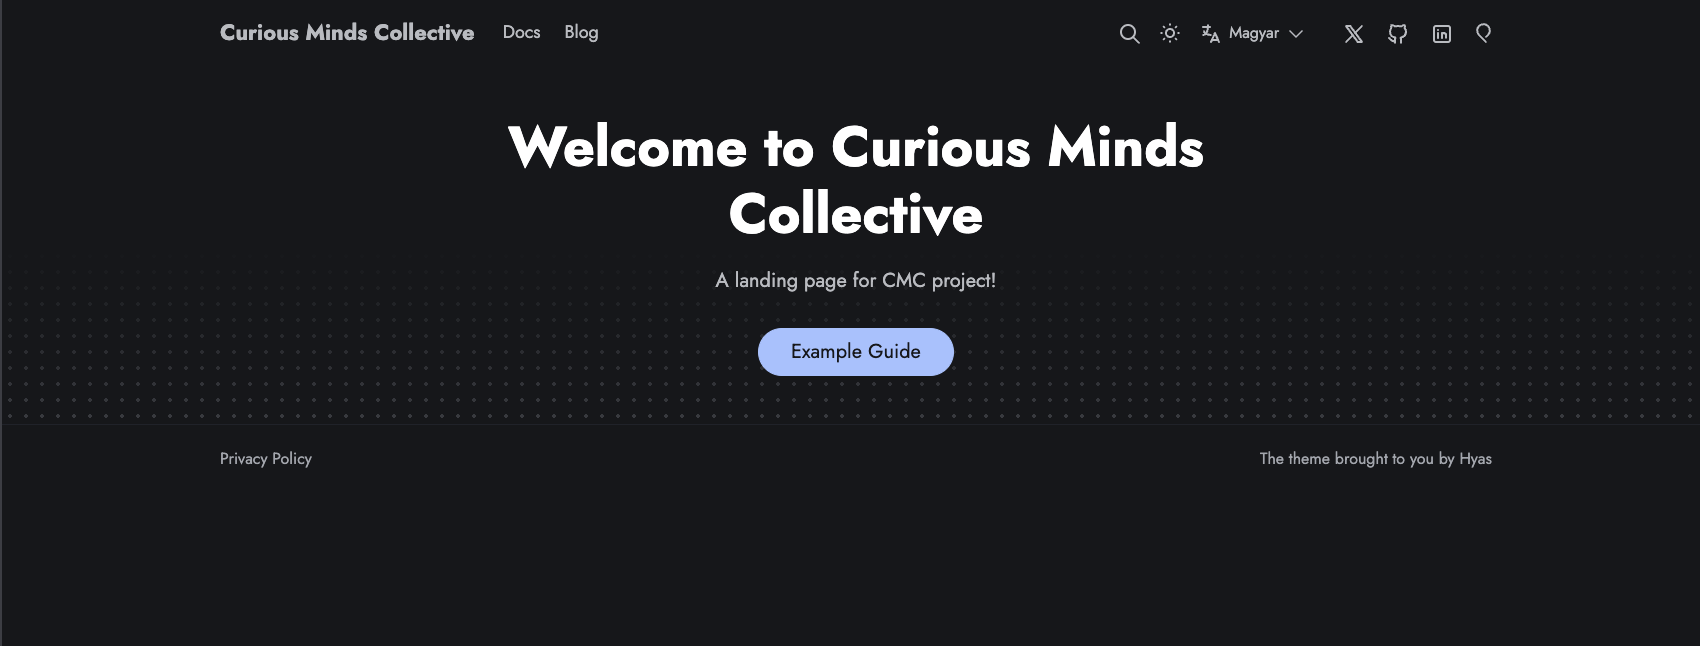 Curious Minds Collective Docs Blog Magyar
Welcome to Curious Minds
Collective
A landing page for CMC project!
Example Guide
Privacy Policy The theme brought to you by Hyas